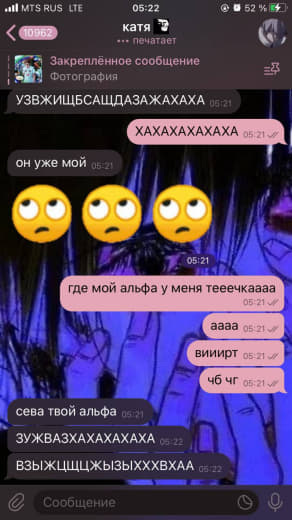 MTS RUS LTE 05:22 52 %
10962 катя
печатает
Закреплённое сообщение
Фотография
УЗВЖИЩБСАЩДАЗАЖАХАХА 05:21
ХАХАХАХАХАХА 05:21
он уже мой 05:21
05:21
где мой альфа у меня тееечкаааа
05:21
аааа 05:21
вииирт 05:21
чб чг 05:21
сева твой альфа 05:21
ЗУЖВАЗХАХАХАХАХА 05:22
ВЗЫЖЦЩЦЖЫЗЫХХХВХАА 05:22
Сообщение